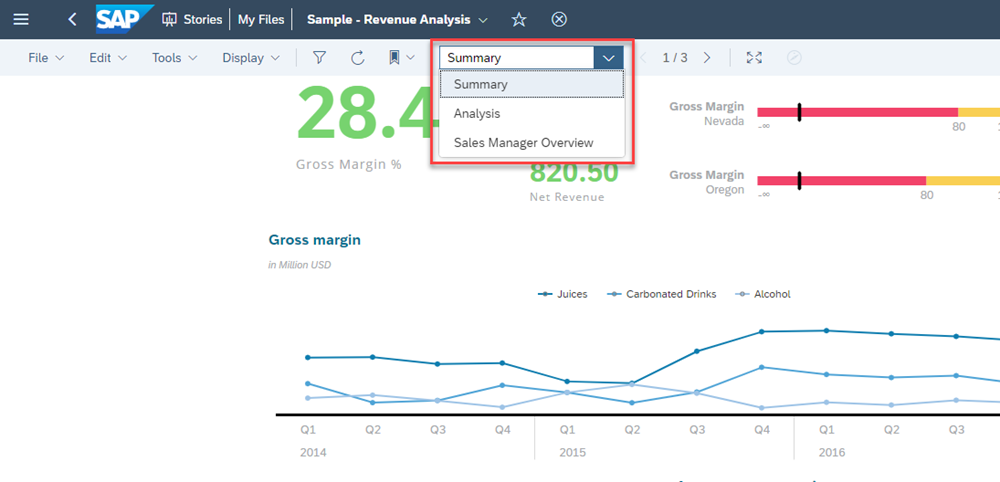 SAP Stories My Files Sample - Revenue Analysis
File Edit Tools Display Summary 1 / 3
Summary
Analysis
Sales Manager Overview
28.4
Gross Margin %
820.50
Net Revenue
Gross Margin
Nevada
-∞ 80
Gross Margin
Oregon
-∞ 80
Gross margin
in Million USD
Juices Carbonated Drinks Alcohol
Q1 Q2 Q3 Q4 Q1 Q2 Q3 Q4 Q1 Q2 Q3
2014 2015 2016